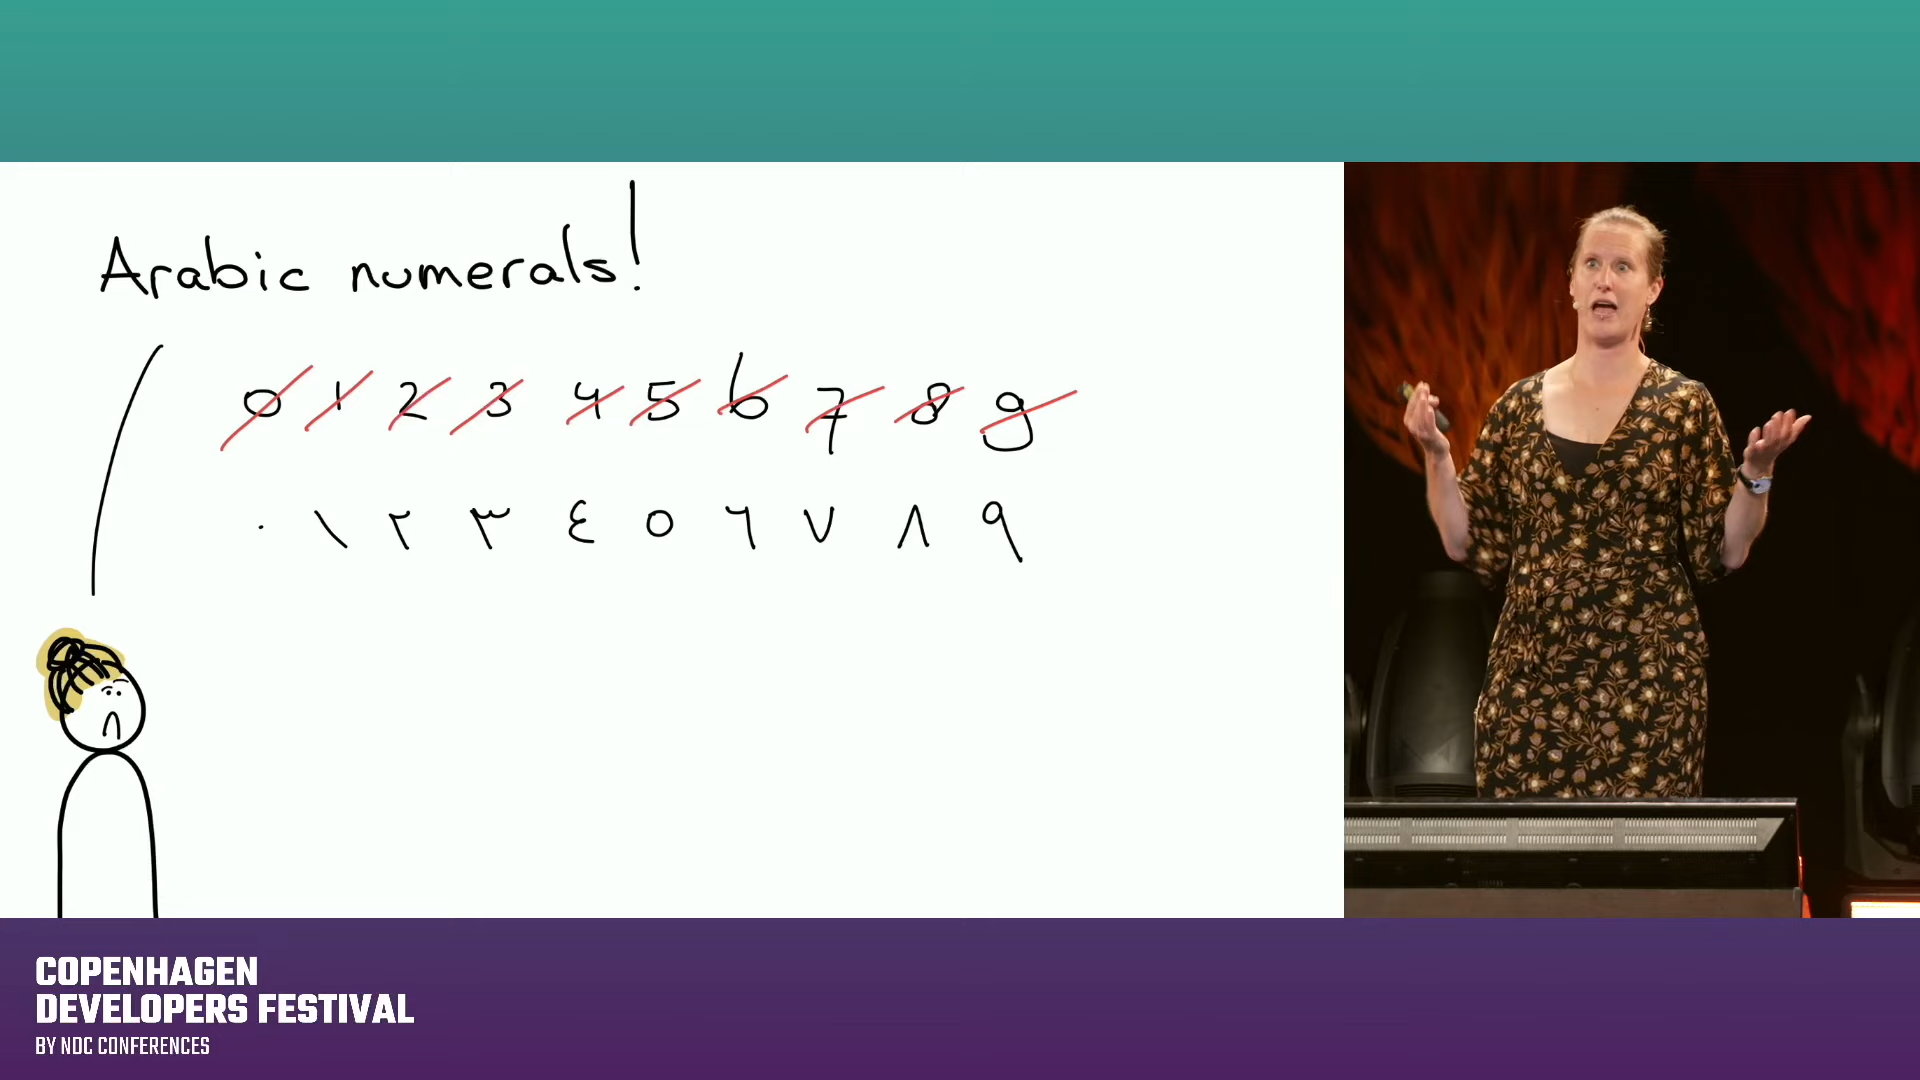 Arabic numerals!
0 1 2 3 4 5 6 7 8 9
٠ ١ ٢ ٣ ٤ ٥ ٦ ٧ ٨ ٩
COPENHAGEN
DEVELOPERS FESTIVAL
BY NDC CONFERENCES